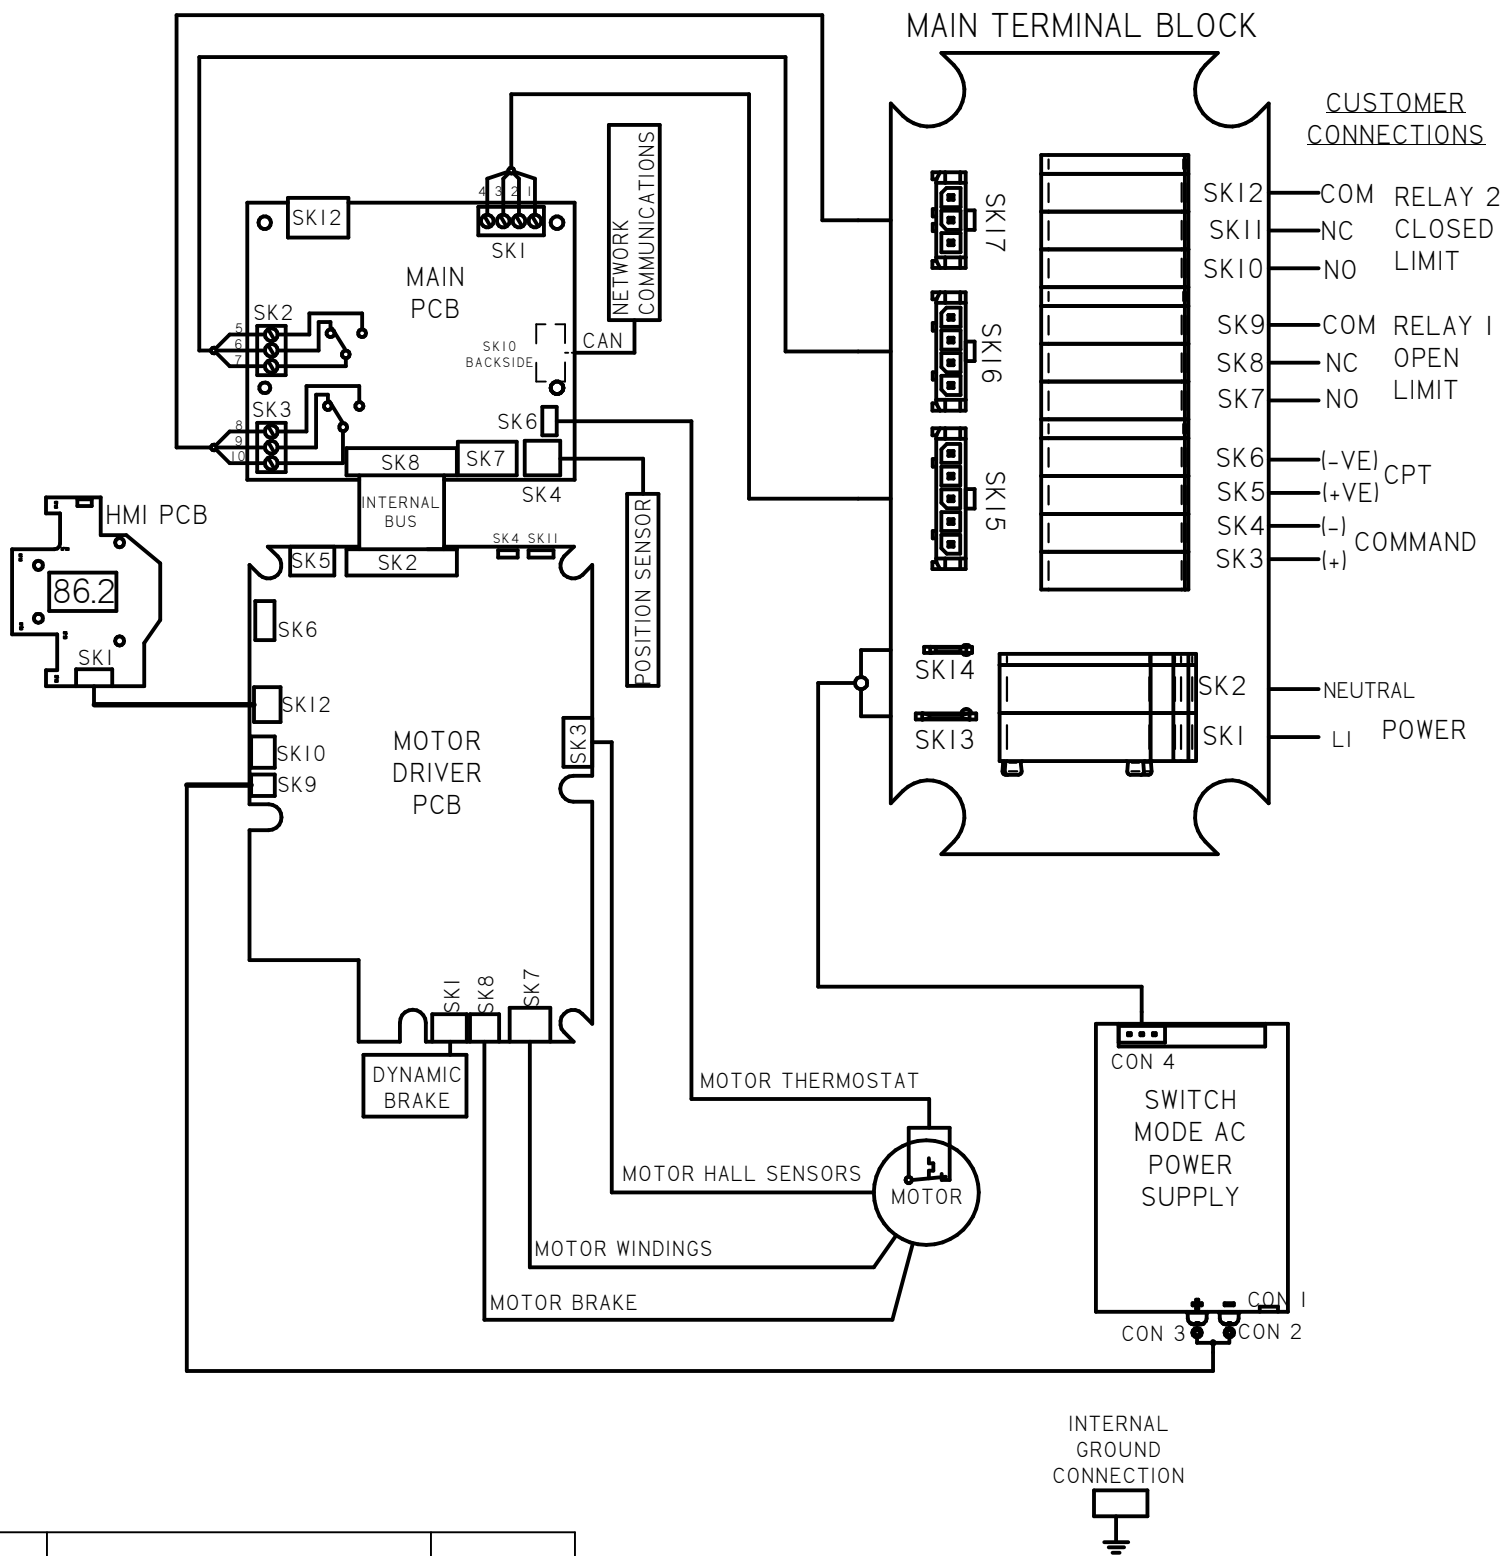 MAIN TERMINAL BLOCK
CUSTOMER
CONNECTIONS
SK12
COM
RELAY 2
SK11
NC
CLOSED
SK10
NO
LIMIT
SK9
COM
RELAY 1
SK8
NC
OPEN
SK7
NO
LIMIT
SK6
(-VE)
SK5
(+VE)
CPT
SK4
(-)
SK3
(+)
COMMAND
SK2
NEUTRAL
SK1
L1
POWER
SK17
SK16
SK15
SK14
SK13
NETWORK
COMMUNICATIONS
4 3 2 1
SK12
SK1
MAIN
PCB
SK2
5
6
7
SK10
BACKSIDE
CAN
SK3
8
9
10
SK6
SK8
SK7
SK4
INTERNAL
BUS
POSITION SENSOR
HMI PCB
86.2
SK1
SK5
SK2
SK4 SK11
SK6
SK12
SK10
SK9
SK3
MOTOR
DRIVER
PCB
SK1
SK8
SK7
DYNAMIC
BRAKE
MOTOR THERMOSTAT
MOTOR HALL SENSORS
MOTOR
MOTOR WINDINGS
MOTOR BRAKE
CON 4
SWITCH
MODE AC
POWER
SUPPLY
CON 1
CON 3
CON 2
INTERNAL
GROUND
CONNECTION